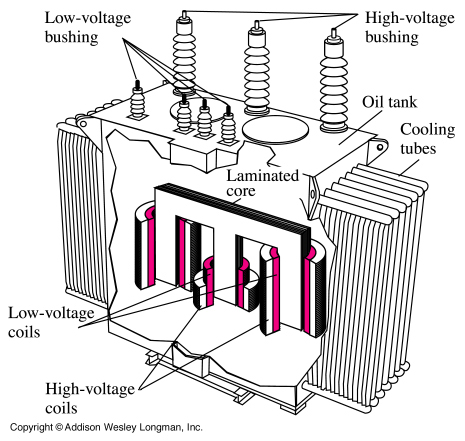 Low-voltage
bushing
High-voltage
bushing
Oil tank
Cooling
tubes
Laminated
core
Low-voltage
coils
High-voltage
coils
Copyright © Addison Wesley Longman, Inc.